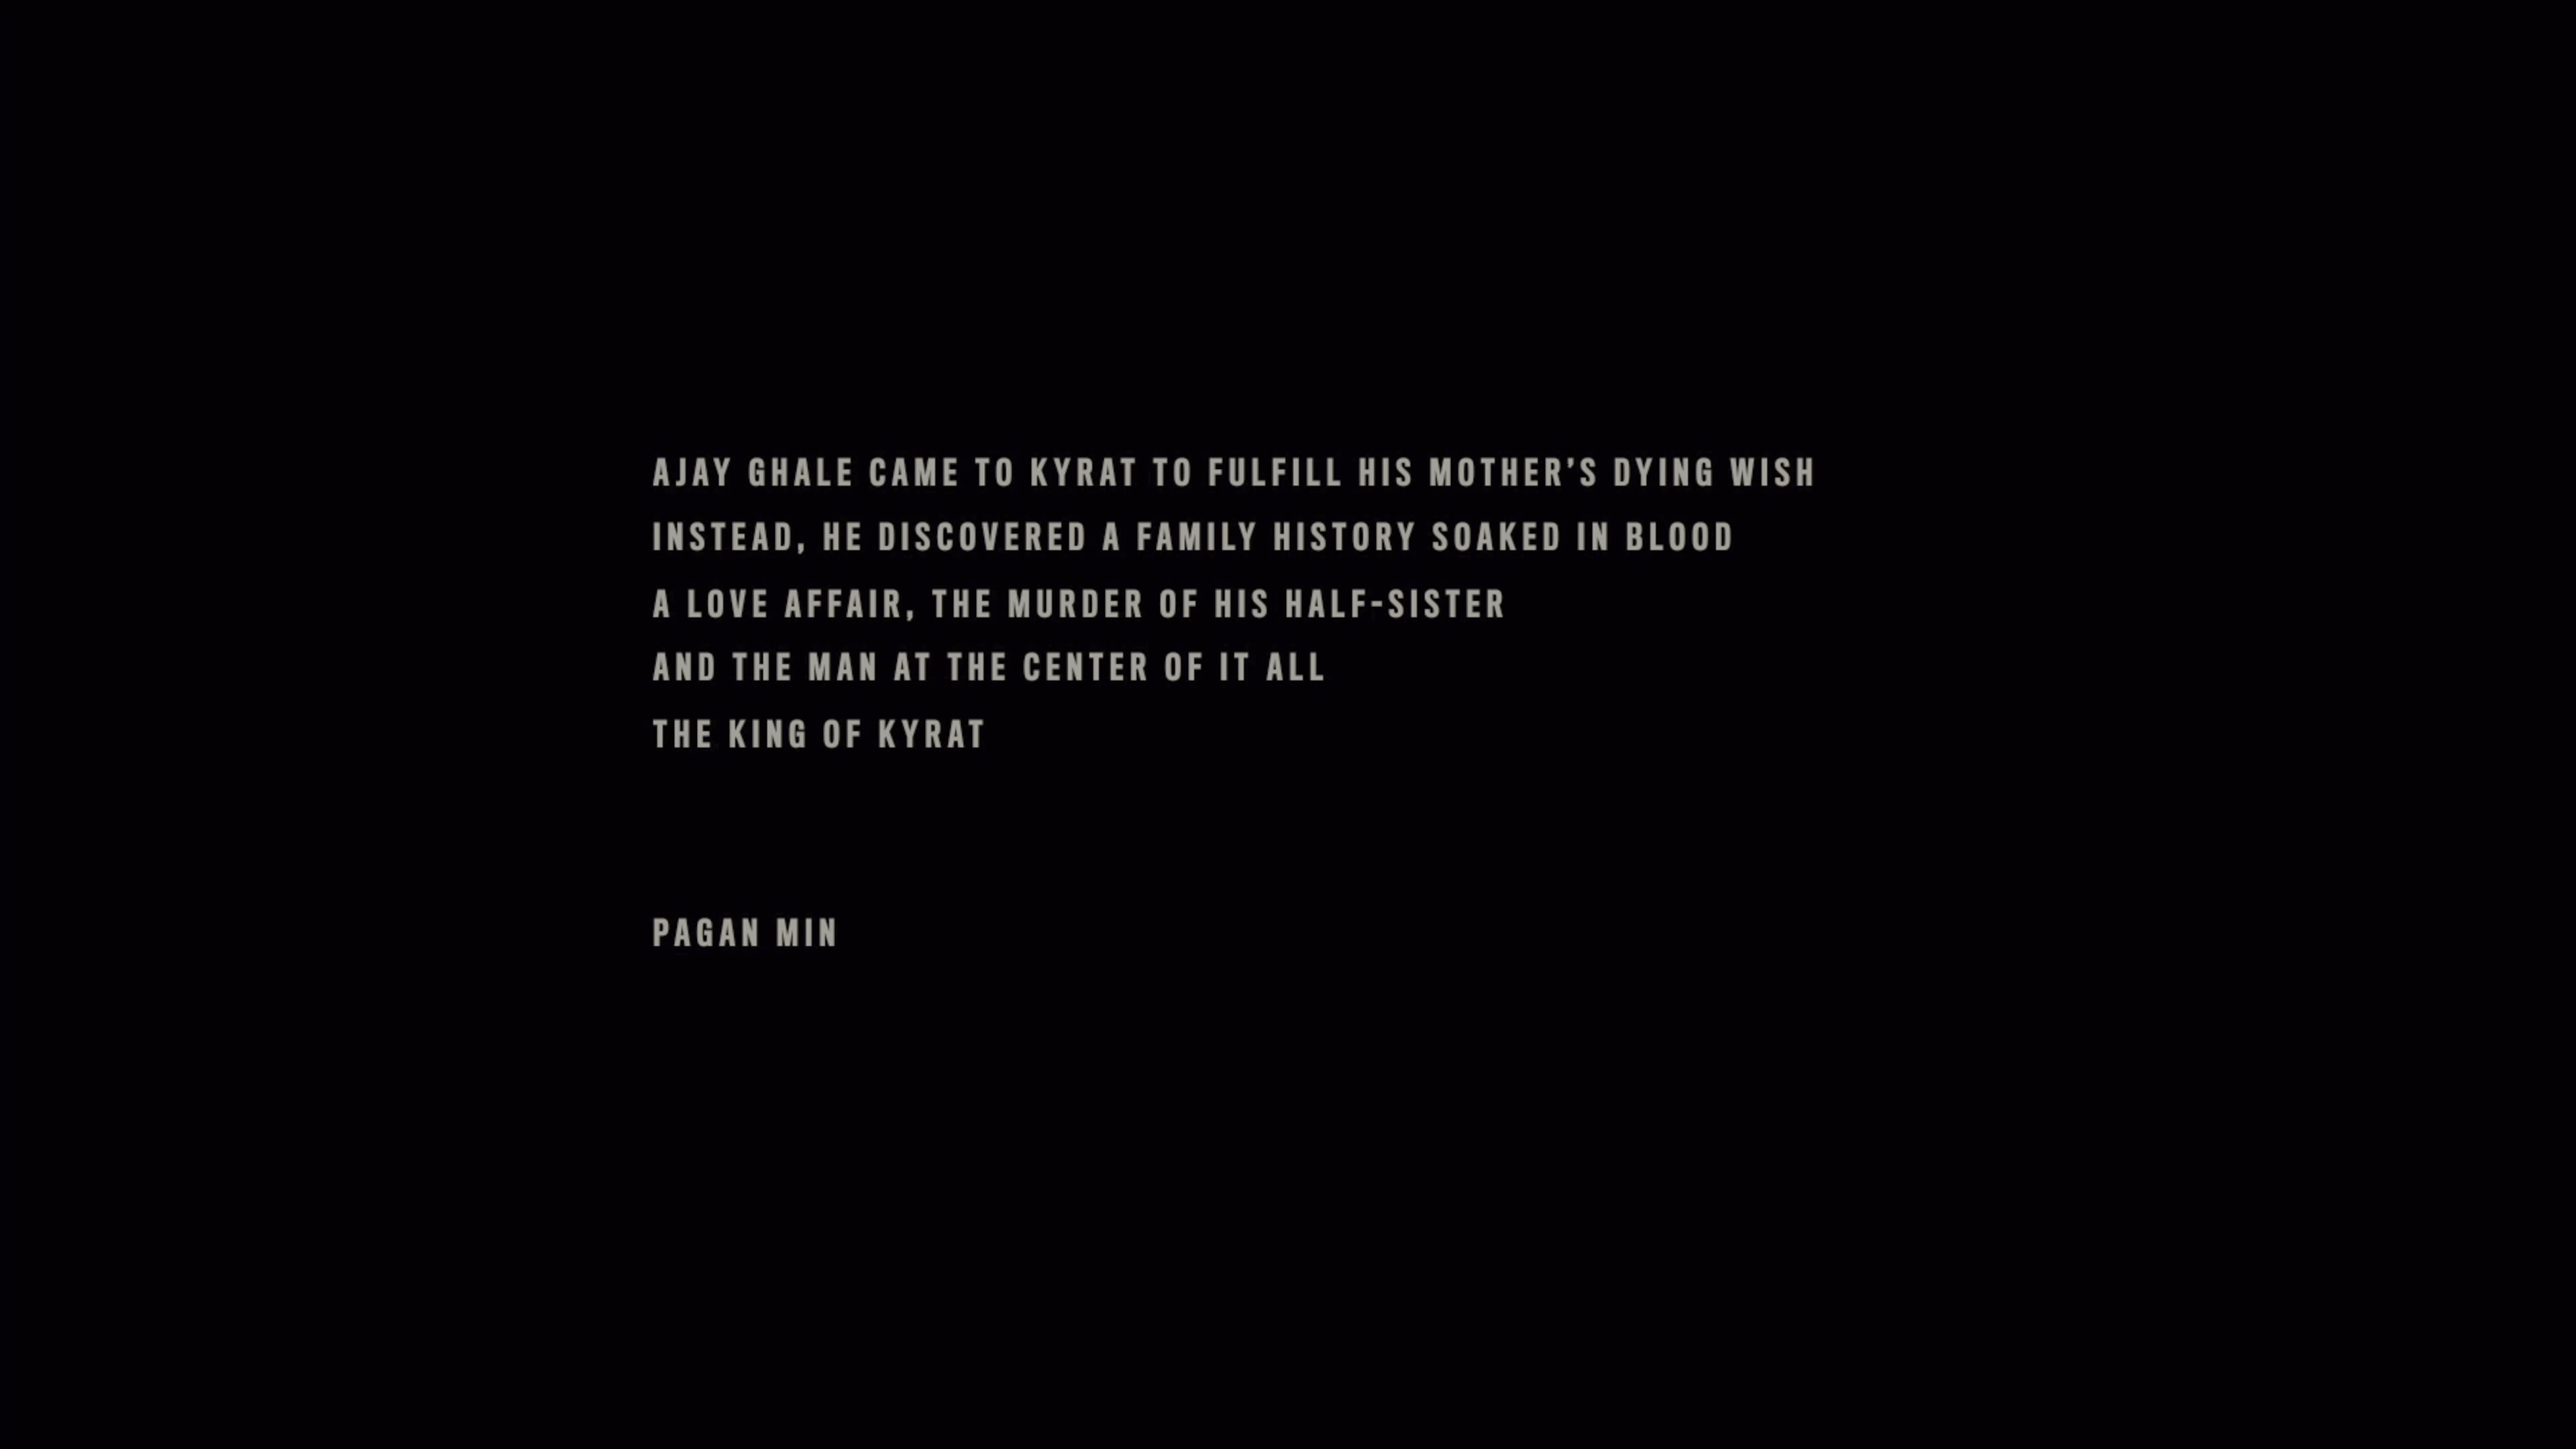 AJAY GHALE CAME TO KYRAT TO FULFILL HIS MOTHER’S DYING WISH
INSTEAD, HE DISCOVERED A FAMILY HISTORY SOAKED IN BLOOD
A LOVE AFFAIR, THE MURDER OF HIS HALF-SISTER
AND THE MAN AT THE CENTER OF IT ALL
THE KING OF KYRAT
PAGAN MIN